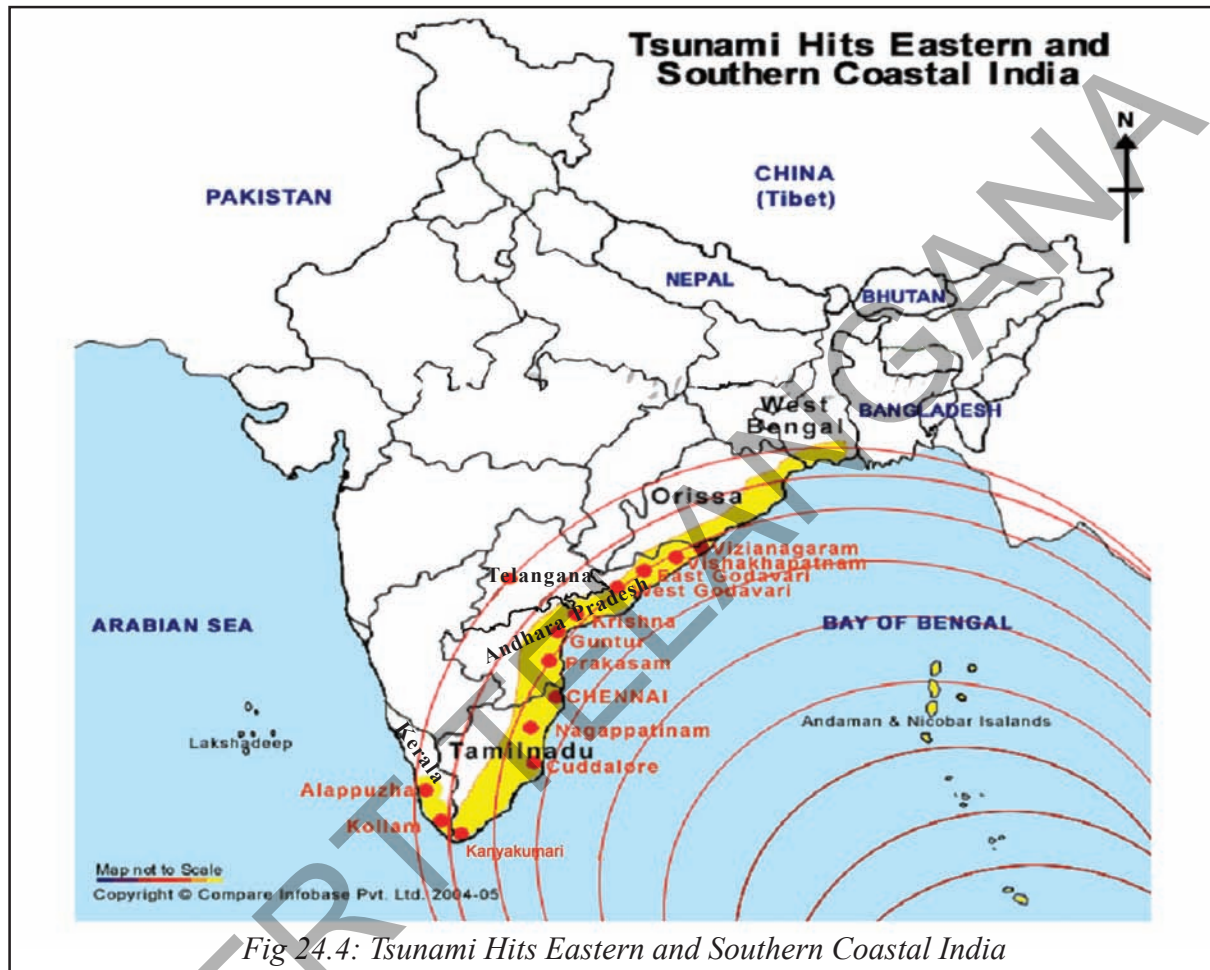 Tsunami Hits Eastern and
Southern Coastal India
N
CHINA
(Tibet)
PAKISTAN
NEPAL
BHUTAN
West
Bengal
BANGLADESH
Orissa
Vizianagaram
Vishakhapatnam
East Godavari
West Godavari
Telangana
Andhara Pradesh
Krishna
Guntur
Prakasam
CHENNAI
Nagappatinam
Cuddalore
ARABIAN SEA
BAY OF BENGAL
Andaman & Nicobar Isalands
Lakshadeep
Kerala
Tamilnadu
Alappuzha
Kollam
Kanyakumari
Map not to Scale
Copyright © Compare Infobase Pvt. Ltd. 2004-05
Fig 24.4: Tsunami Hits Eastern and Southern Coastal India
ERT TELANGANA